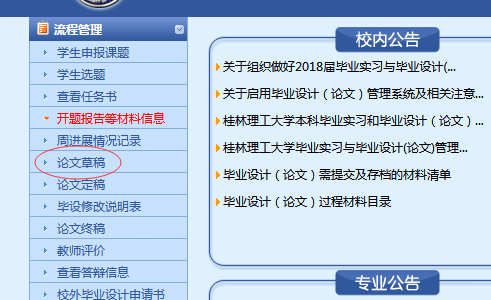 流程管理
学生申报课题
学生选题
查看任务书
开题报告等材料信息
周进展情况记录
论文草稿
论文定稿
毕设修改说明表
论文终稿
教师评价
查看答辩信息
校外毕业设计申请书
校内公告
关于组织做好2018届毕业实习与毕业设计(...
关于启用毕业设计（论文）管理系统及相关注意...
桂林理工大学本科毕业实习和毕业设计（论文）...
桂林理工大学毕业实习与毕业设计(论文)管理...
毕业设计（论文）需提交及存档的材料清单
毕业设计（论文）过程材料目录
专业公告